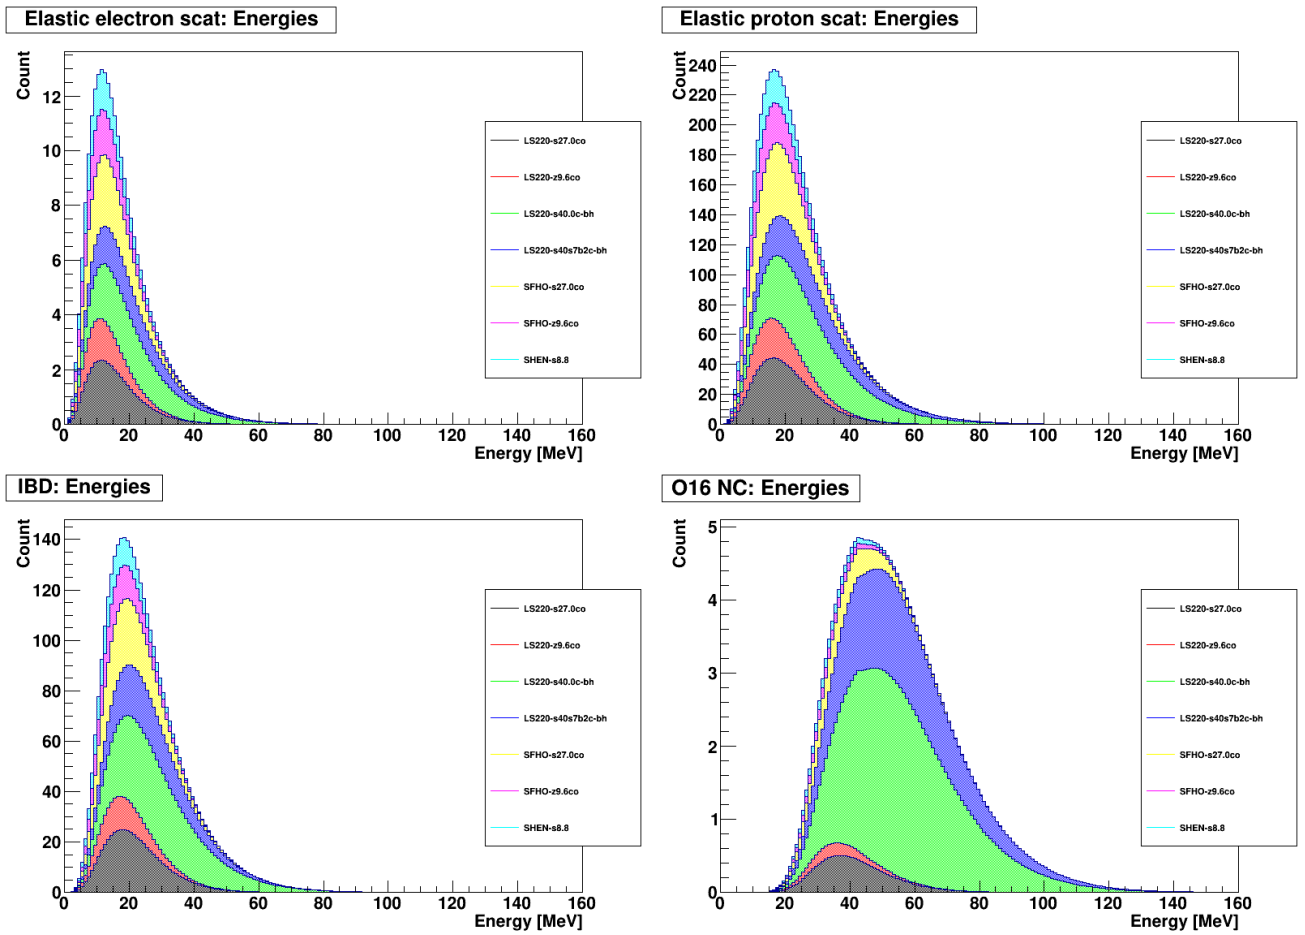 Elastic electron scat: Energies
Count
12
10
8
6
4
2
0
0 20 40 60 80 100 120 140 160
Energy [MeV]
LS220-s27.0co
LS220-z9.6co
LS220-s40.0c-bh
LS220-s40s7b2c-bh
SFHO-s27.0co
SFHO-z9.6co
SHEN-s8.8
Elastic proton scat: Energies
Count
240
220
200
180
160
140
120
100
80
60
40
20
0
0 20 40 60 80 100 120 140 160
Energy [MeV]
LS220-s27.0co
LS220-z9.6co
LS220-s40.0c-bh
LS220-s40s7b2c-bh
SFHO-s27.0co
SFHO-z9.6co
SHEN-s8.8
IBD: Energies
Count
140
120
100
80
60
40
20
0
0 20 40 60 80 100 120 140 160
Energy [MeV]
LS220-s27.0co
LS220-z9.6co
LS220-s40.0c-bh
LS220-s40s7b2c-bh
SFHO-s27.0co
SFHO-z9.6co
SHEN-s8.8
O16 NC: Energies
Count
5
4
3
2
1
0
0 20 40 60 80 100 120 140 160
Energy [MeV]
LS220-s27.0co
LS220-z9.6co
LS220-s40.0c-bh
LS220-s40s7b2c-bh
SFHO-s27.0co
SFHO-z9.6co
SHEN-s8.8